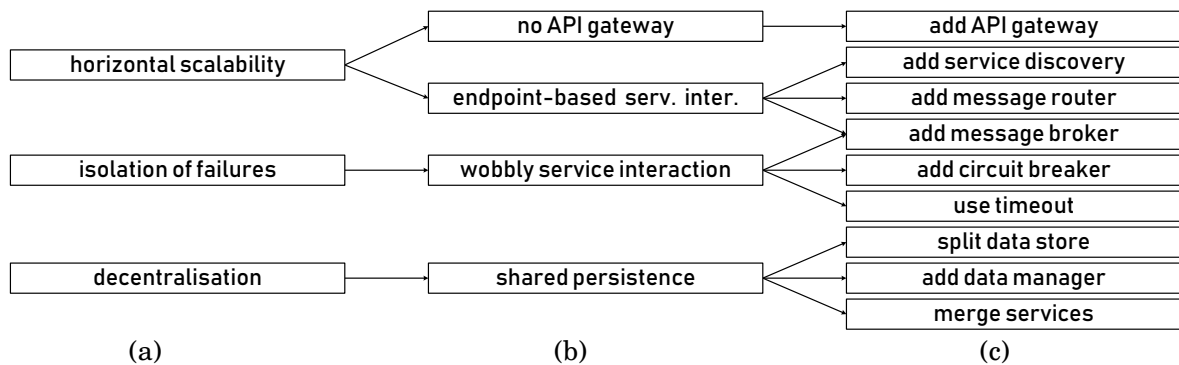 no API gateway
add API gateway
horizontal scalability
add service discovery
endpoint-based serv. inter.
add message router
add message broker
isolation of failures
wobbly service interaction
add circuit breaker
use timeout
split data store
decentralisation
shared persistence
add data manager
merge services
(a)
(b)
(c)